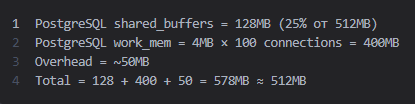 1 PostgreSQL shared_buffers = 128MB (25% от 512MB)
2 PostgreSQL work_mem = 4MB × 100 connections = 400MB
3 Overhead = ~50MB
4 Total = 128 + 400 + 50 = 578MB ≈ 512MB